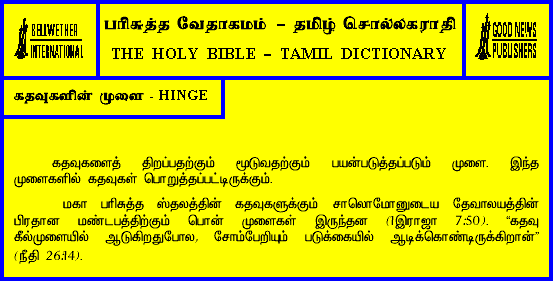 BELLWETHER
INTERNATIONAL
பரிசுத்த வேதாகமம் – தமிழ் சொல்லகராதி
THE HOLY BIBLE – TAMIL DICTIONARY
GOOD NEWS
PUBLISHERS
கதவுகளின் முளை - HINGE
கதவுகளைத் திறப்பதற்கும் மூடுவதற்கும் பயன்படுத்தப்படும் முளை. இந்த
முளைகளில் கதவுகள் பொறுத்தப்பட்டிருக்கும்.
மகா பரிசுத்த ஸ்தலத்தின் கதவுகளுக்கும் சாலொமோனுடைய தேவாலயத்தின்
பிரதான மண்டபத்திற்கும் பொன் முளைகள் இருந்தன (1இராஜா 7:50). “கதவு
கீல்முளையில் ஆடுகிறதுபோல, சோம்பேறியும் படுக்கையில் ஆடிக்கொண்டிருக்கிறான்”
(நீதி 26:14).